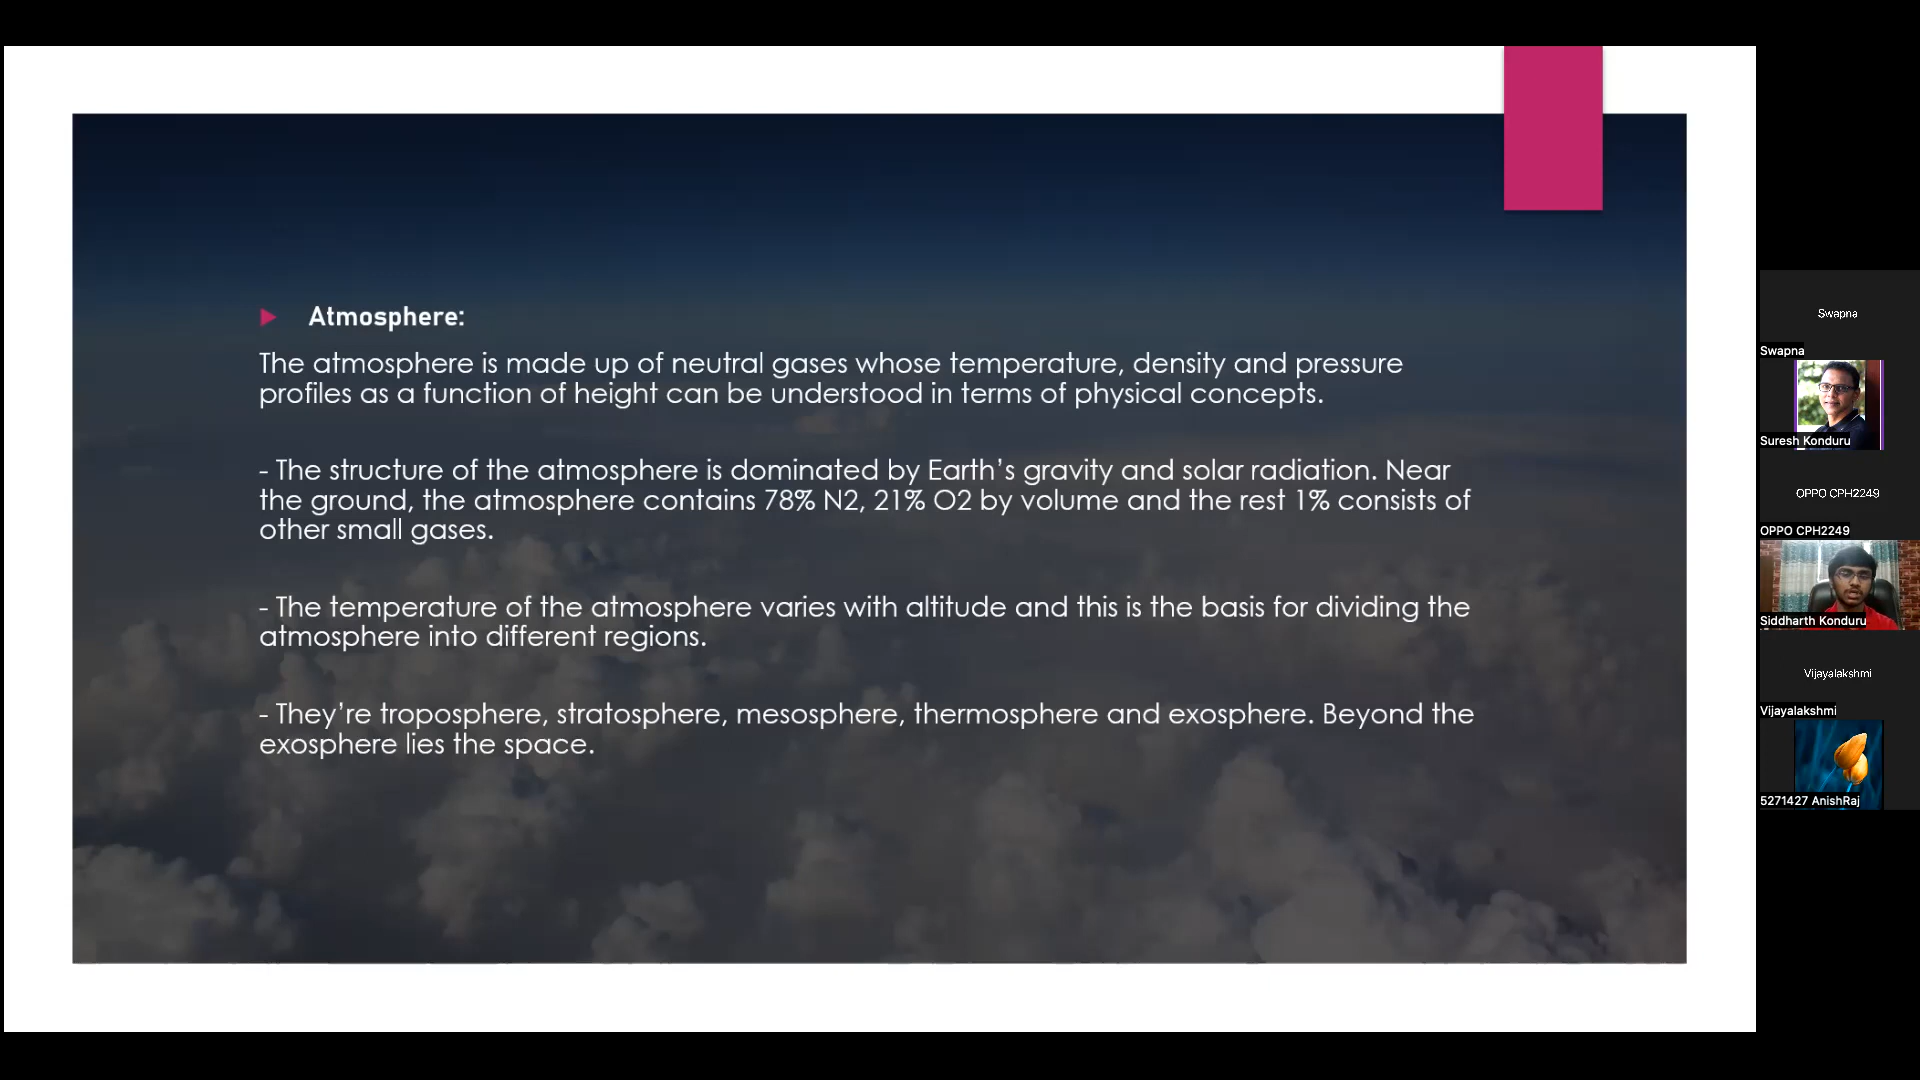 Atmosphere:
The atmosphere is made up of neutral gases whose temperature, density and pressure
profiles as a function of height can be understood in terms of physical concepts.
- The structure of the atmosphere is dominated by Earth’s gravity and solar radiation. Near
the ground, the atmosphere contains 78% N2, 21% O2 by volume and the rest 1% consists of
other small gases.
- The temperature of the atmosphere varies with altitude and this is the basis for dividing the
atmosphere into different regions.
- They’re troposphere, stratosphere, mesosphere, thermosphere and exosphere. Beyond the
exosphere lies the space.
Swapna
Swapna
Suresh Konduru
OPPO CPH2249
OPPO CPH2249
Siddharth Konduru
Vijayalakshmi
Vijayalakshmi
5271427 AnishRaj